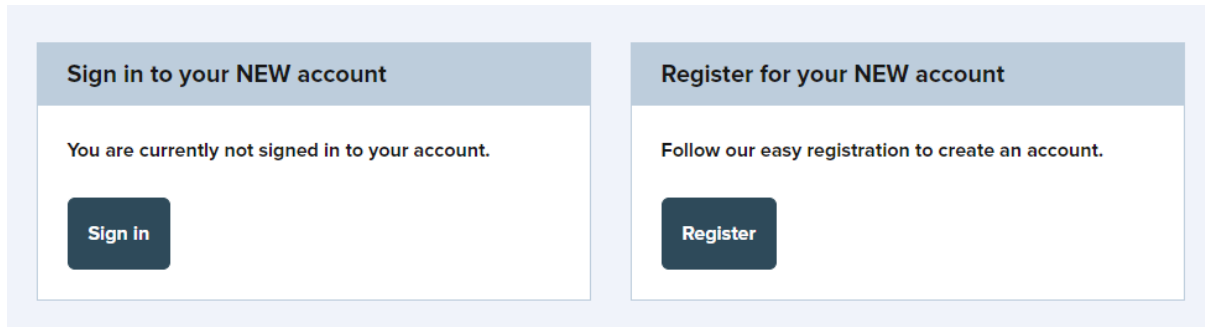 Sign in to your NEW account
You are currently not signed in to your account.
Sign in
Register for your NEW account
Follow our easy registration to create an account.
Register